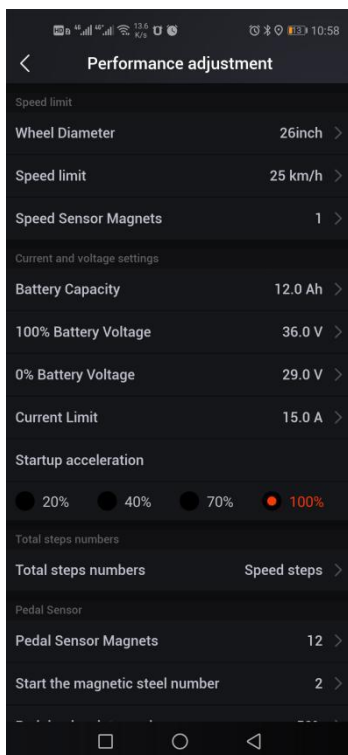 13.6 K/s 10:58
Performance adjustment
Speed limit
Wheel Diameter 26inch
Speed limit 25 km/h
Speed Sensor Magnets 1
Current and voltage settings
Battery Capacity 12.0 Ah
100% Battery Voltage 36.0 V
0% Battery Voltage 29.0 V
Current Limit 15.0 A
Startup acceleration
20% 40% 70% 100%
Total steps numbers
Total steps numbers Speed steps
Pedal Sensor
Pedal Sensor Magnets 12
Start the magnetic steel number 2